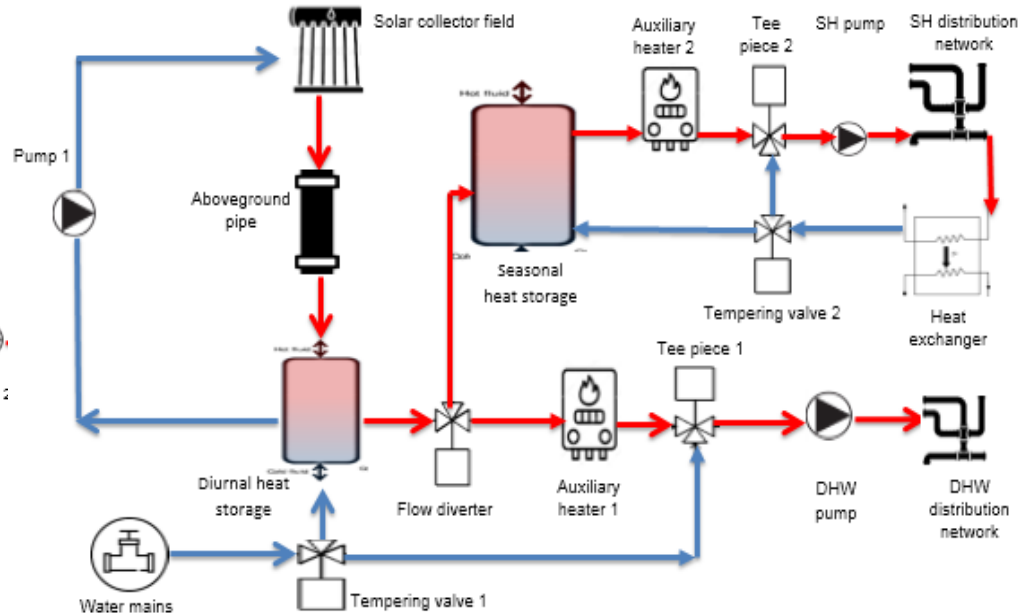 Solar collector field
Auxiliary
heater 2
Tee
piece 2
SH pump
SH distribution
network
Hot fluid
Pump 1
Aboveground
pipe
Seasonal
heat storage
Tempering valve 2
Heat
exchanger
Hot fluid
Tee piece 1
2
Cold fluid
Diurnal heat
storage
Flow diverter
Auxiliary
heater 1
DHW
pump
DHW
distribution
network
Water mains
Tempering valve 1